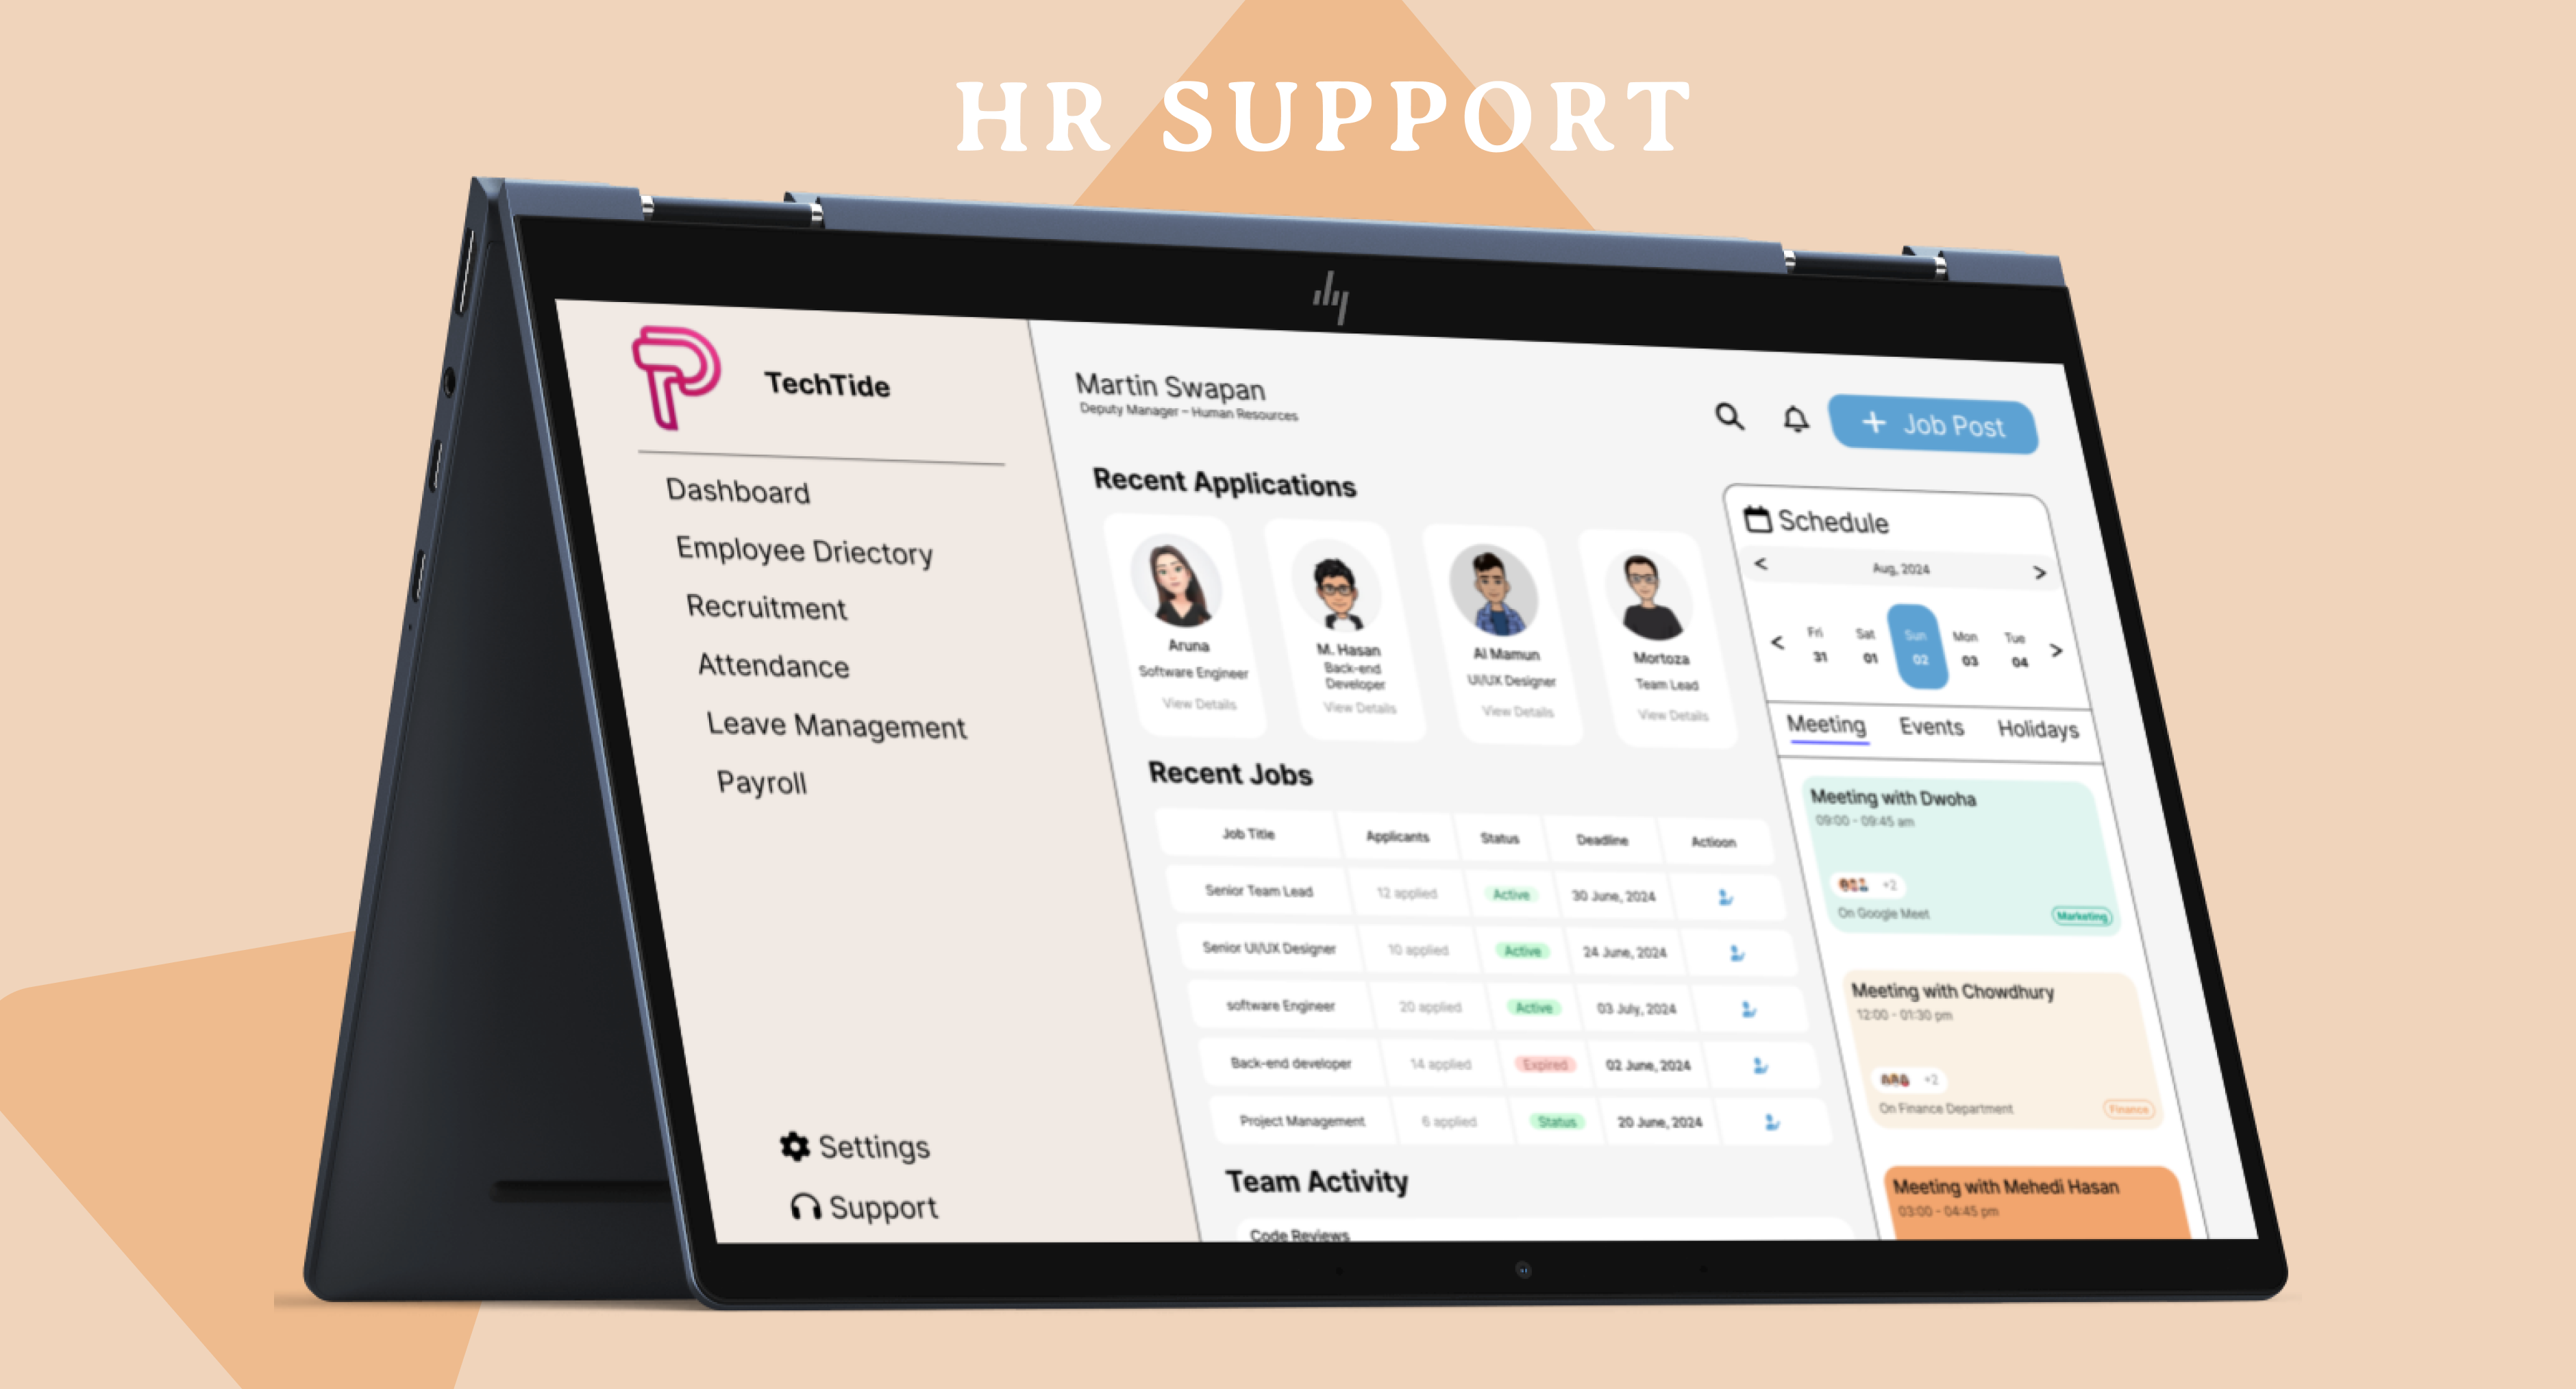 HR SUPPORT
TechTide
Dashboard
Employee Driectory
Recruitment
Attendance
Leave Management
Payroll
Settings
Support
Martin Swapan
Deputy Manager – Human Resources
+ Job Post
Recent Applications
Aruna
Software Engineer
View Details
M. Hasan
Back-end
Developer
View Details
Al Mamun
UI/UX Designer
View Details
Mortoza
Team Lead
View Details
Recent Jobs
Job Title Applicants Status Deadline Actioon
Senior Team Lead 12 applied Active 30 June, 2024
Senior UI/UX Designer 10 applied Active 24 June, 2024
software Engineer 20 applied Active 03 July, 2024
Back-end developer 14 applied Expired 02 June, 2024
Project Management 6 applied Status 20 June, 2024
Team Activity
Code Reviews
Schedule
< Aug, 2024 >
Fri Sat Sun Mon Tue
< 31 01 02 03 04 >
Meeting Events Holidays
Meeting with Dwoha
09:00 - 09:45 am
+2
On Google Meet Marketing
Meeting with Chowdhury
12:00 - 01:30 pm
+2
On Finance Department Finance
Meeting with Mehedi Hasan
03:00 - 04:45 pm